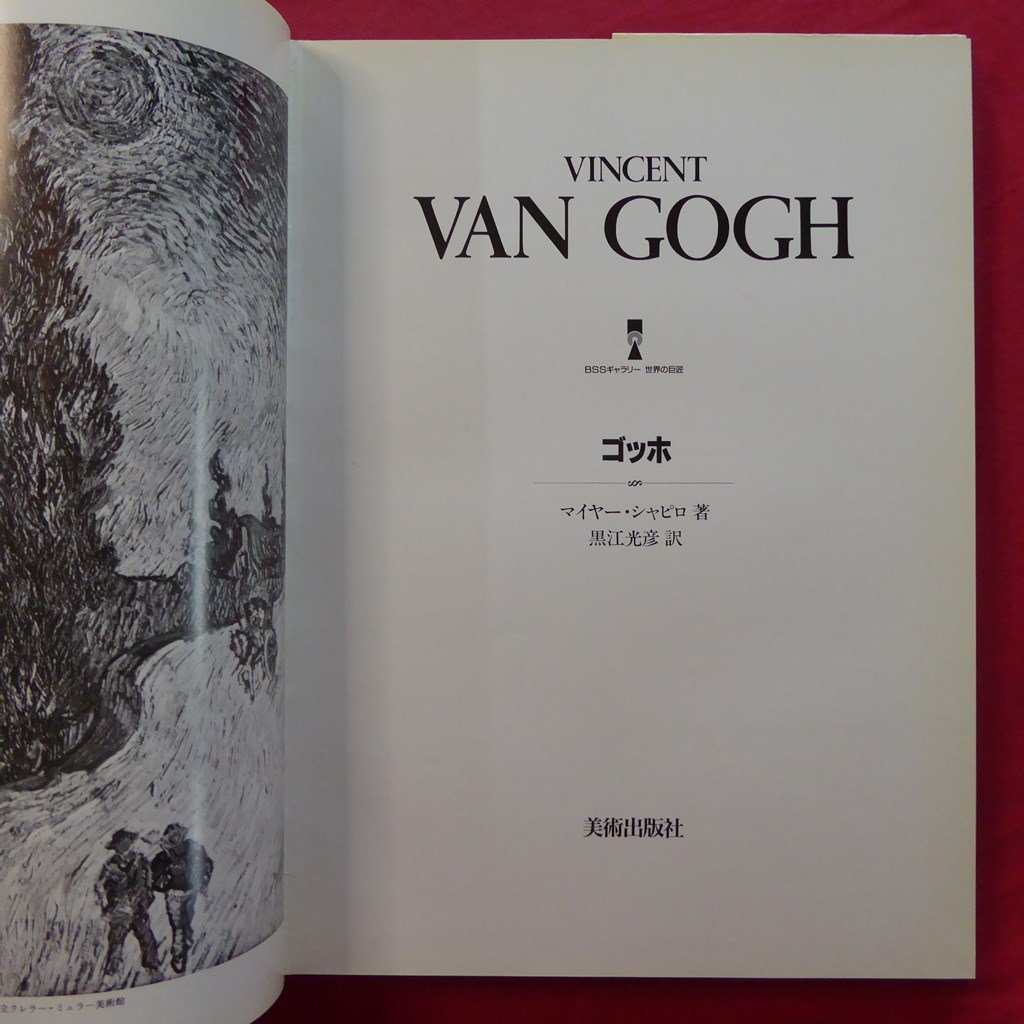 VINCENT
VAN GOGH
BSSギャラリー 世界の巨匠
ゴッホ
マイヤー・シャピロ 著
黒江光彦 訳
美術出版社
立クレラー=ミュラー美術館